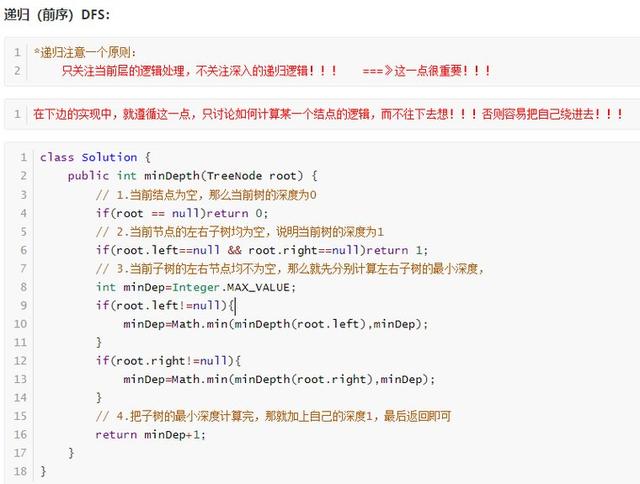 递归（前序）DFS：
1 *递归注意一个原则：
2 只关注当前层的逻辑处理，不关注深入的递归逻辑！！！ ===》这一点很重要！！！
1 在下边的实现中，就遵循这一点，只讨论如何计算某一个结点的逻辑，而不往下去想！！！否则容易把自己绕进去！！！
1 class Solution {
2 public int minDepth(TreeNode root) {
3 // 1.当前结点为空，那么当前树的深度为0
4 if(root == null)return 0;
5 // 2.当前节点的左右子树均为空，说明当前树的深度为1
6 if(root.left==null && root.right==null)return 1;
7 // 3.当前子树的左右节点均不为空，那么就先分别计算左右子树的最小深度，
8 int minDep=Integer.MAX_VALUE;
9 if(root.left!=null){
10 minDep=Math.min(minDepth(root.left),minDep);
11 }
12 if(root.right!=null){
13 minDep=Math.min(minDepth(root.right),minDep);
14 }
15 // 4.把子树的最小深度计算完，那就加上自己的深度1，最后返回即可
16 return minDep+1;
17 }
18 }